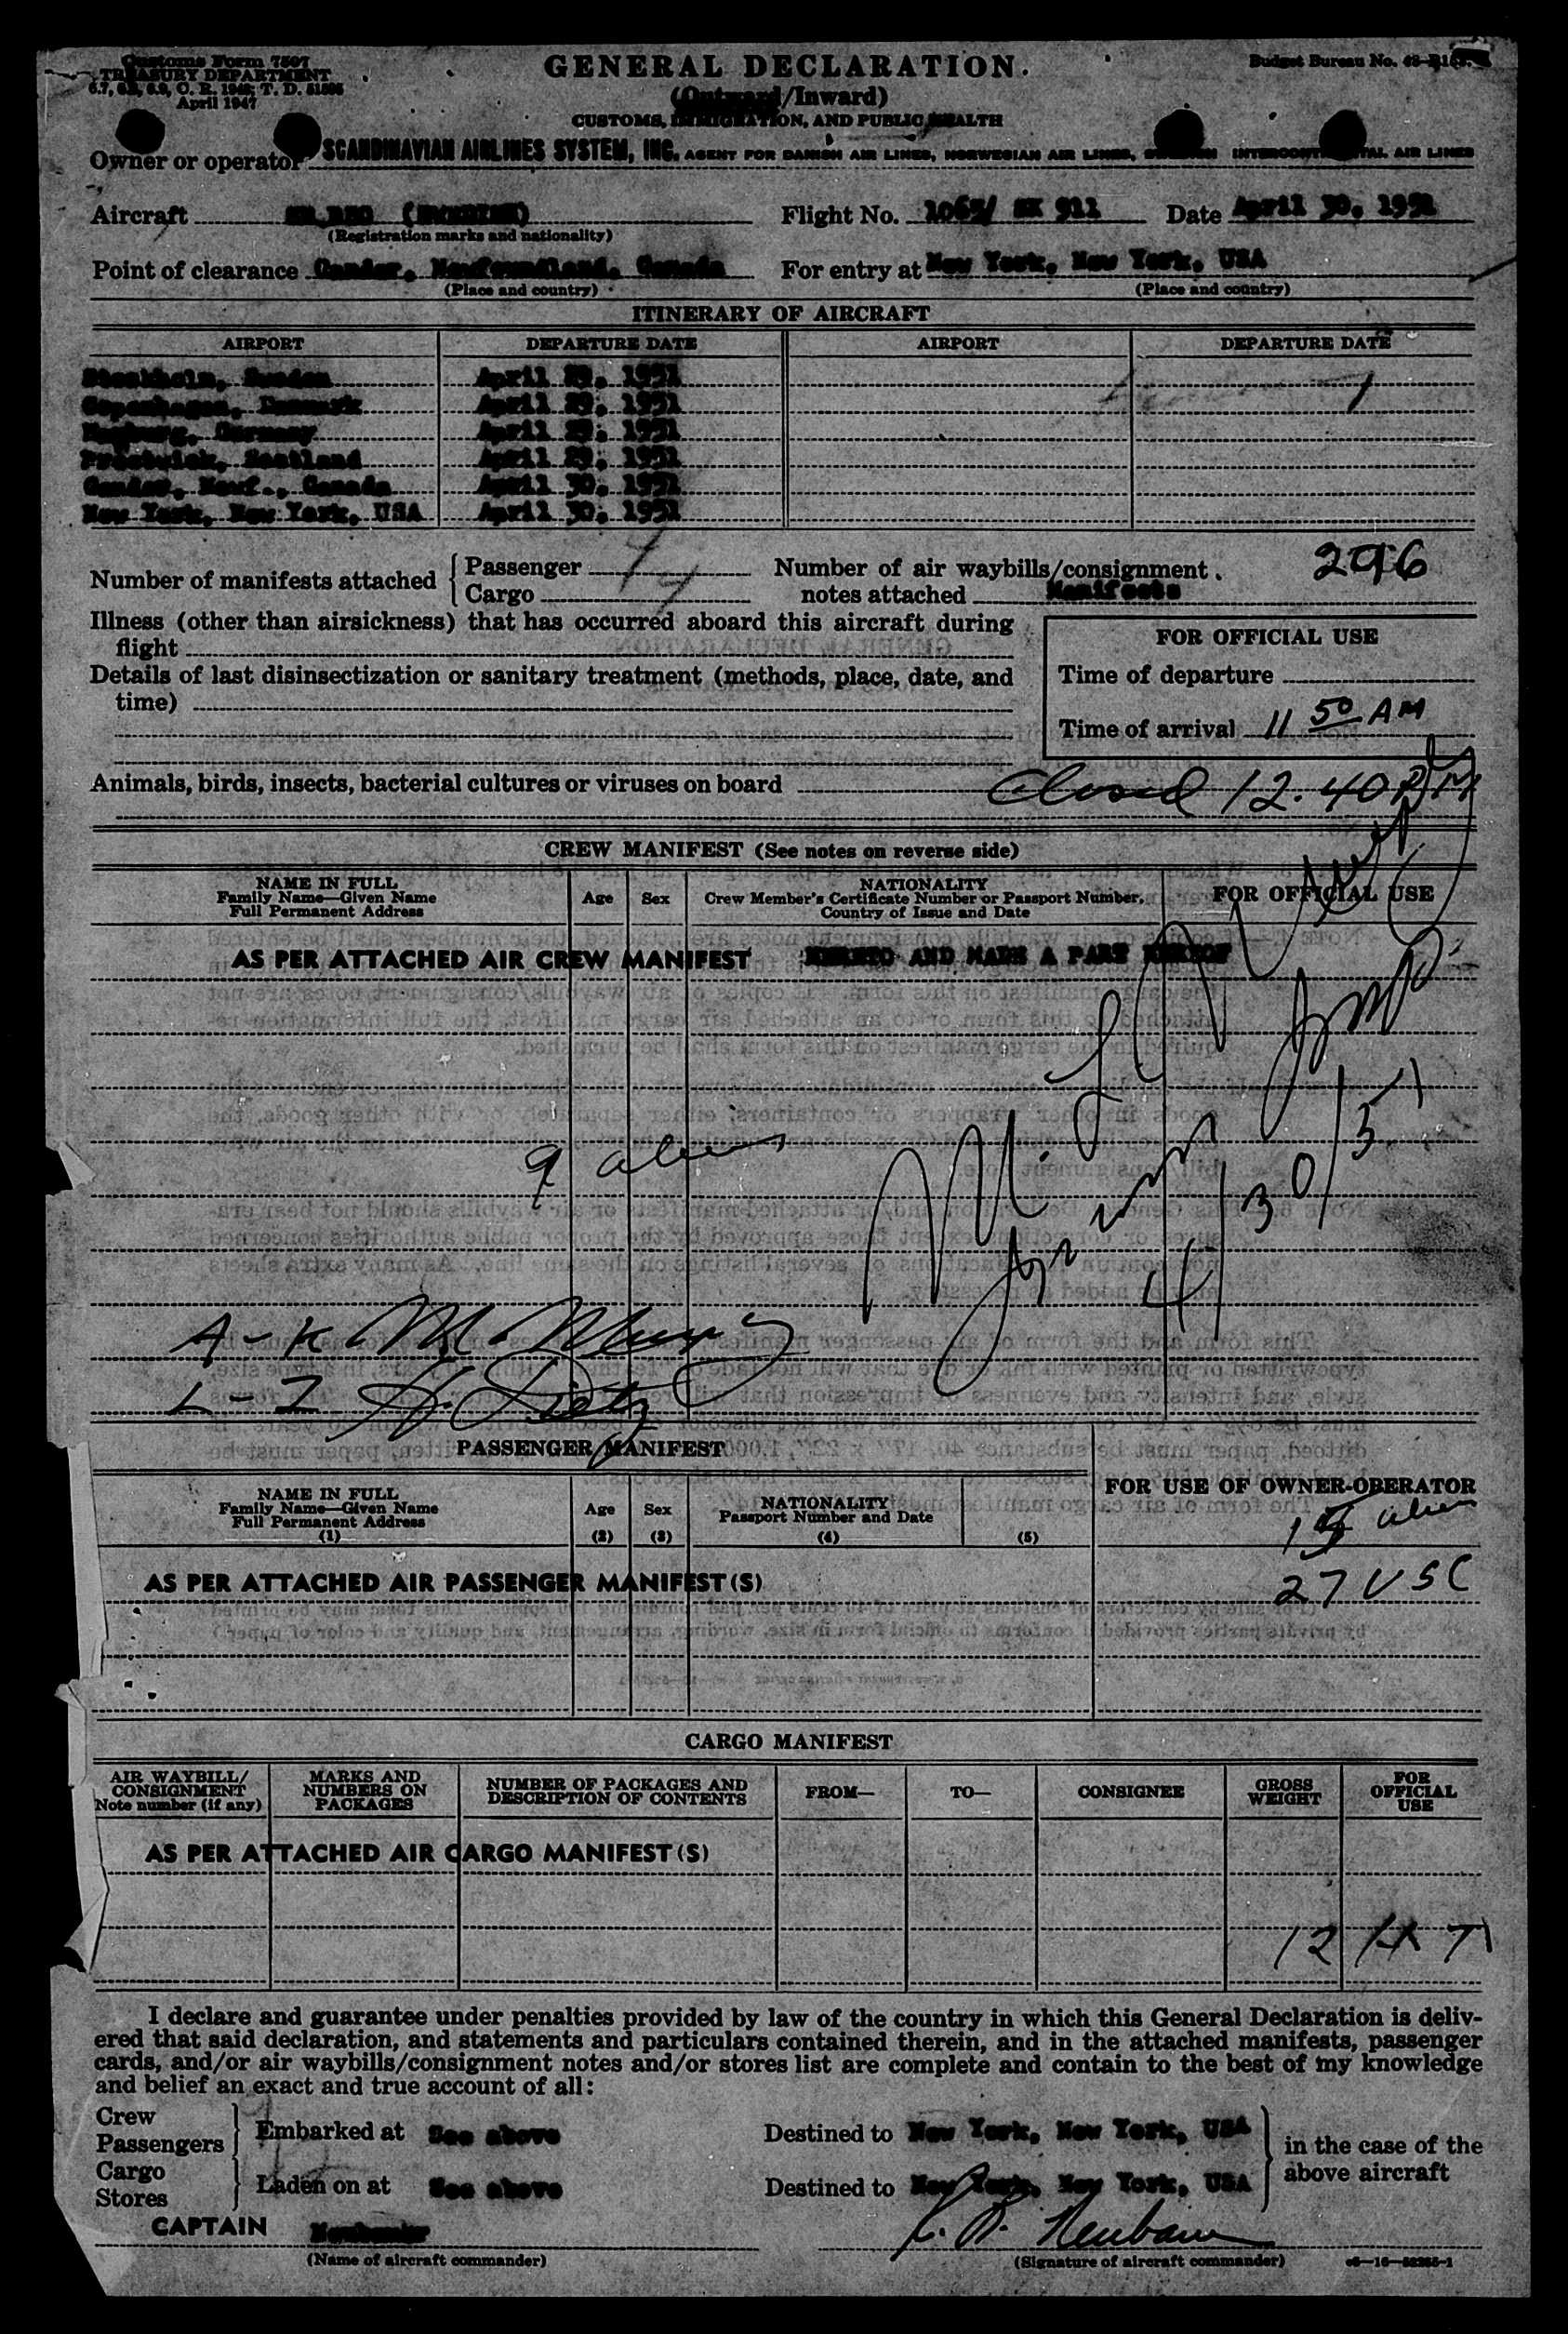 Customs Form 7507
TREASURY DEPARTMENT
April 1947
GENERAL DECLARATION.
Budget Bureau No.
(Outward/Inward)
CUSTOMS, IMMIGRATION, AND PUBLIC HEALTH
Owner or operator SCANDINAVIAN AIRLINES SYSTEM, INC. AGENT FOR DANISH AIR LINES, NORWEGIAN AIR LINES, SWEDISH INTERCONTINENTAL AIR LINES
Aircraft Flight No. 1065/ SK 911 Date April 30, 1951
(Registration marks and nationality)
Point of clearance Gander, Newfoundland, Canada For entry at New York, New York, USA
(Place and country) (Place and country)
ITINERARY OF AIRCRAFT
AIRPORT DEPARTURE DATE AIRPORT DEPARTURE DATE
Stockholm, Sweden April 29, 1951
Copenhagen, Denmark April 29, 1951
Hamburg, Germany April 29, 1951
Prestwick, Scotland April 29, 1951
Gander, Newf., Canada April 30, 1951
New York, New York, USA April 30, 1951
Number of manifests attached { Passenger
Cargo
Number of air waybills/consignment 296
notes attached Manifests
Illness (other than airsickness) that has occurred aboard this aircraft during
flight
Details of last disinsectization or sanitary treatment (methods, place, date, and
time)
FOR OFFICIAL USE
Time of departure
Time of arrival 11 50 AM
Animals, birds, insects, bacterial cultures or viruses on board
Closed 12.40 PM
CREW MANIFEST (See notes on reverse side)
NAME IN FULL
Family Name—Given Name
Full Permanent Address
Age
Sex
NATIONALITY
Crew Member's Certificate Number or Passport Number,
Country of Issue and Date
FOR OFFICIAL USE
AS PER ATTACHED AIR CREW MANIFEST HERETO AND MADE A PART HEREOF
9 aliens
4/30/51
A-K M.
L-Z
PASSENGER MANIFEST
FOR USE OF OWNER-OPERATOR
NAME IN FULL
Family Name—Given Name
Full Permanent Address
(1)
Age
(2)
Sex
(3)
NATIONALITY
Passport Number and Date
(4)
(5)
aliens
27 USC
AS PER ATTACHED AIR PASSENGER MANIFEST(S)
CARGO MANIFEST
AIR WAYBILL/
CONSIGNMENT
Note number (if any)
MARKS AND
NUMBERS ON
PACKAGES
NUMBER OF PACKAGES AND
DESCRIPTION OF CONTENTS
FROM—
TO—
CONSIGNEE
GROSS
WEIGHT
FOR
OFFICIAL
USE
AS PER ATTACHED AIR CARGO MANIFEST(S)
12
I declare and guarantee under penalties provided by law of the country in which this General Declaration is deliv-
ered that said declaration, and statements and particulars contained therein, and in the attached manifests, passenger
cards, and/or air waybills/consignment notes and/or stores list are complete and contain to the best of my knowledge
and belief an exact and true account of all:
Crew
Passengers } Embarked at See above Destined to New York, New York, USA
Cargo
Stores } Laden on at See above Destined to New York, New York, USA
} in the case of the
above aircraft
CAPTAIN
(Name of aircraft commander) (Signature of aircraft commander)